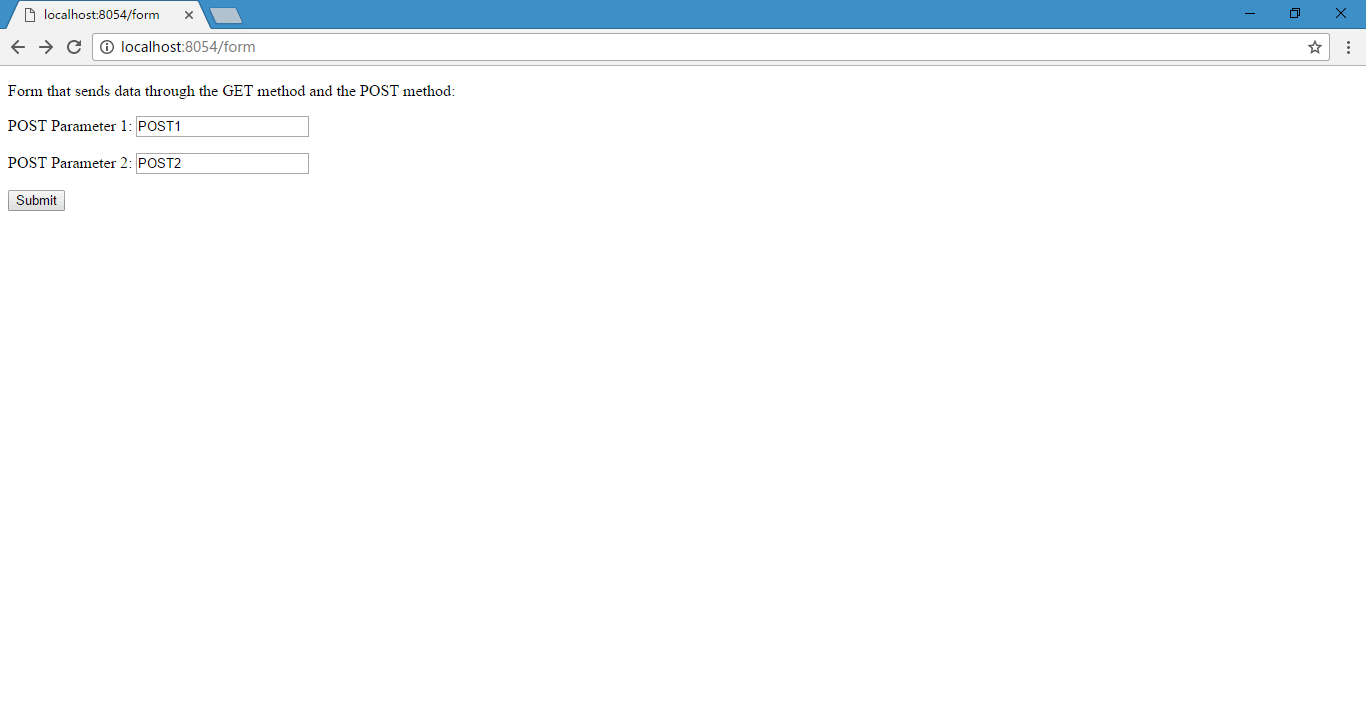 localhost:8054/form
localhost:8054/form
Form that sends data through the GET method and the POST method:
POST Parameter 1: POST1
POST Parameter 2: POST2
Submit